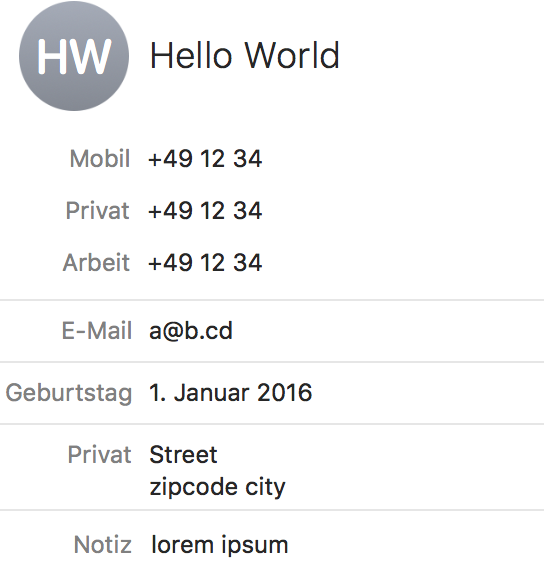 HW Hello World
Mobil +49 12 34
Privat +49 12 34
Arbeit +49 12 34
E-Mail a@b.cd
Geburtstag 1. Januar 2016
Privat Street
zipcode city
Notiz lorem ipsum